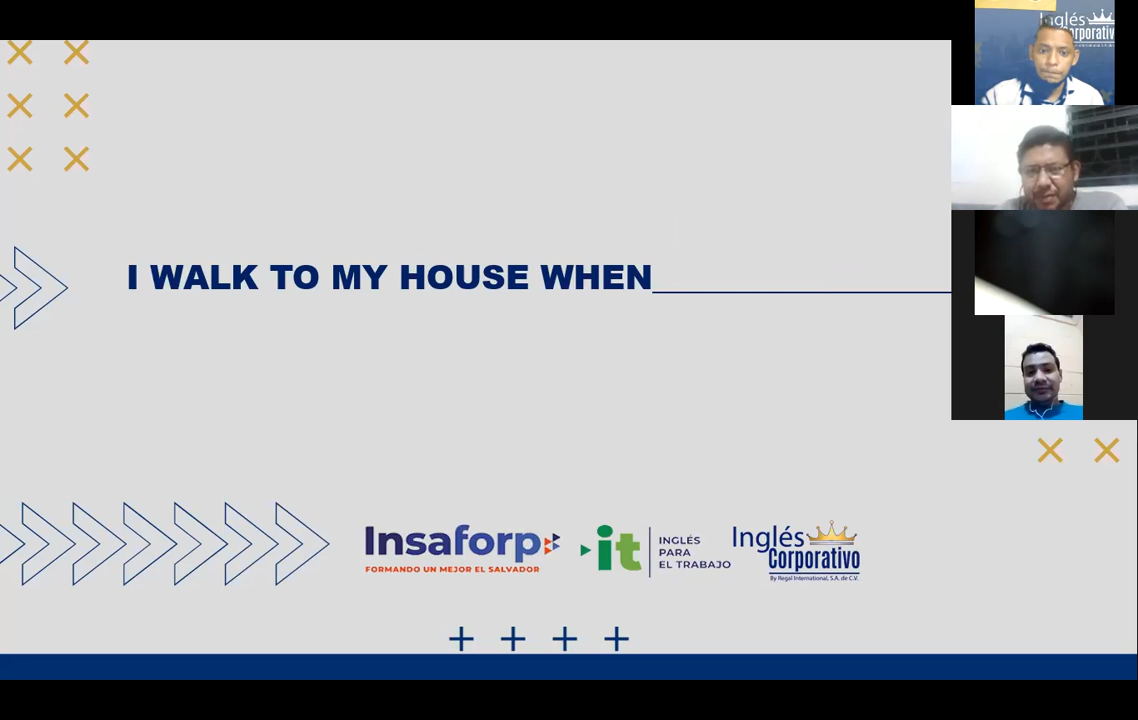 Inglés
Corporativo
I WALK TO MY HOUSE WHEN_______________
Insaforp
FORMANDO UN MEJOR EL SALVADOR
it
INGLÉS
PARA
EL TRABAJO
Inglés
Corporativo
By Regal International, S.A. de C.V.